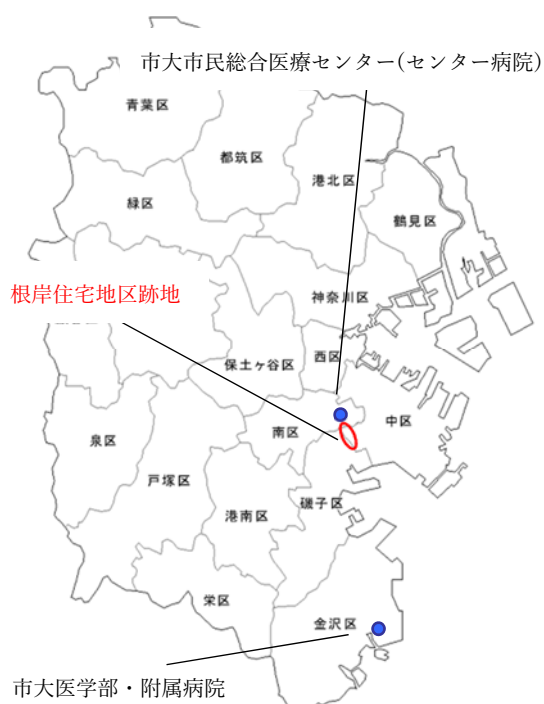 市大市民総合医療センター(センター病院)
青葉区
都筑区
港北区
緑区
鶴見区
根岸住宅地区跡地
神奈川区
西区
保土ヶ谷区
中区
南区
泉区
戸塚区
磯子区
港南区
栄区
金沢区
市大医学部・附属病院